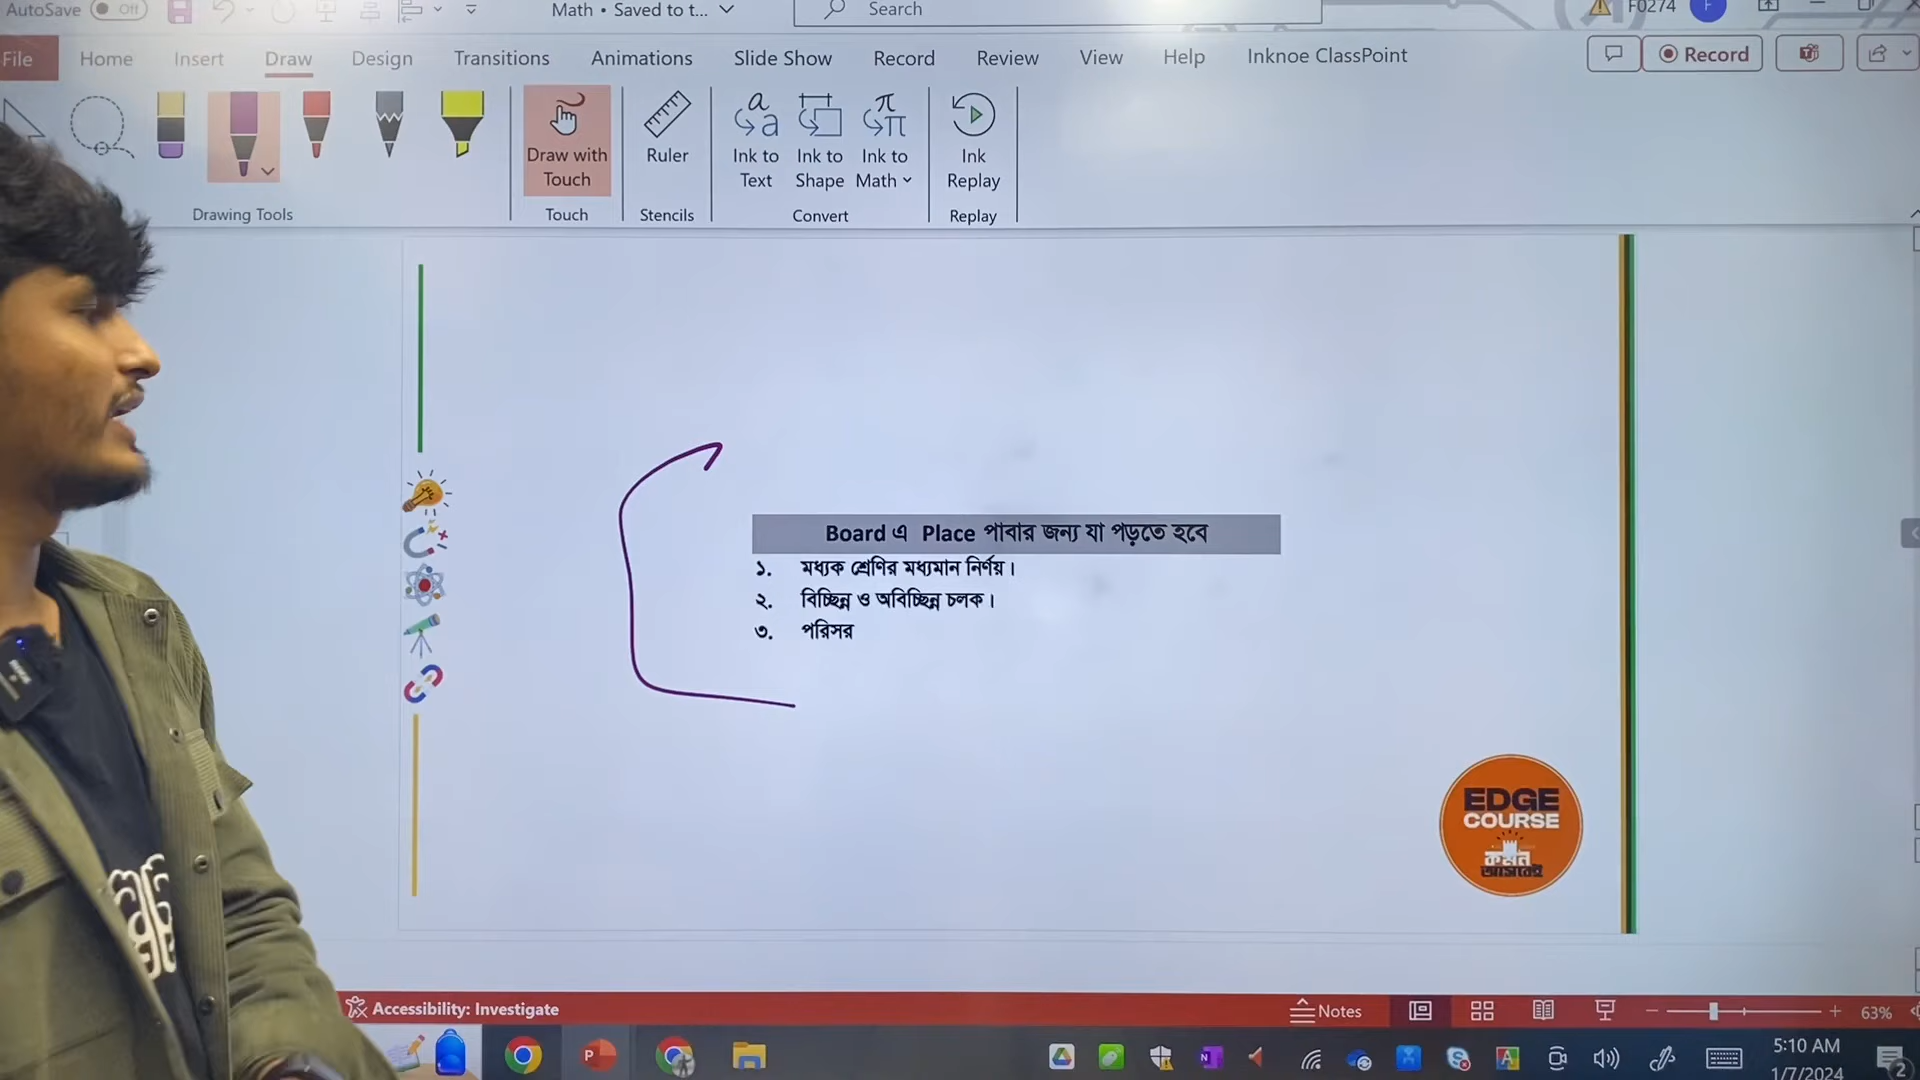 AutoSave Off Math • Saved to t... Search F0274 F
File Home Insert Draw Design Transitions Animations Slide Show Record Review View Help Inknoe ClassPoint Record
Draw with Touch
Ruler
Ink to Text
Ink to Shape
Ink to Math
Ink Replay
Drawing Tools Touch Stencils Convert Replay
Board এ Place পাবার জন্য যা পড়তে হবে
১. মধ্যক শ্রেণির মধ্যমান নির্ণয়।
২. বিচ্ছিন্ন ও অবিচ্ছিন্ন চলক।
৩. পরিসর
EDGE
COURSE
কমন
আসবেই
Accessibility: Investigate Notes 63%
5:10 AM
1/7/2024
2